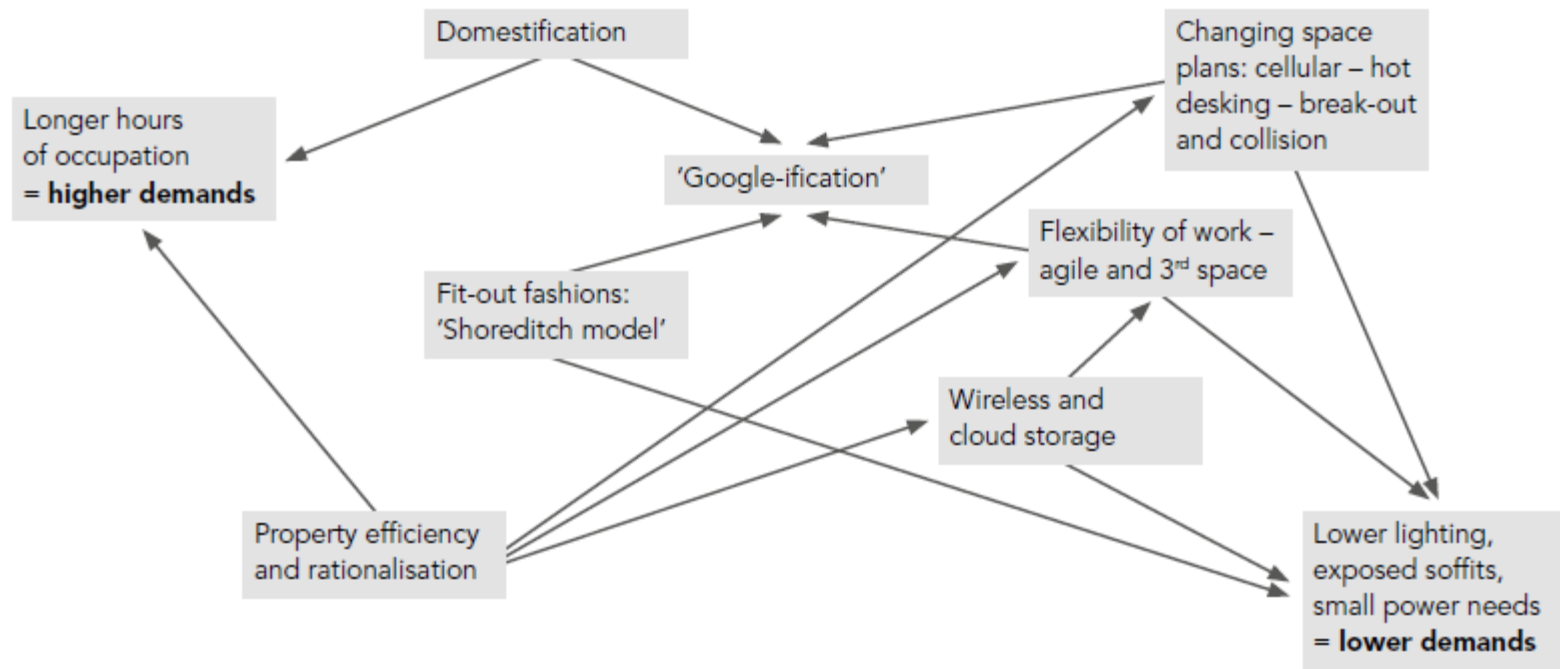 Domestification
Changing space
plans: cellular – hot
desking – break-out
and collision
Longer hours
of occupation
= higher demands
‘Google-ification’
Flexibility of work –
agile and 3rd space
Fit-out fashions:
‘Shoreditch model’
Wireless and
cloud storage
Property efficiency
and rationalisation
Lower lighting,
exposed soffits,
small power needs
= lower demands